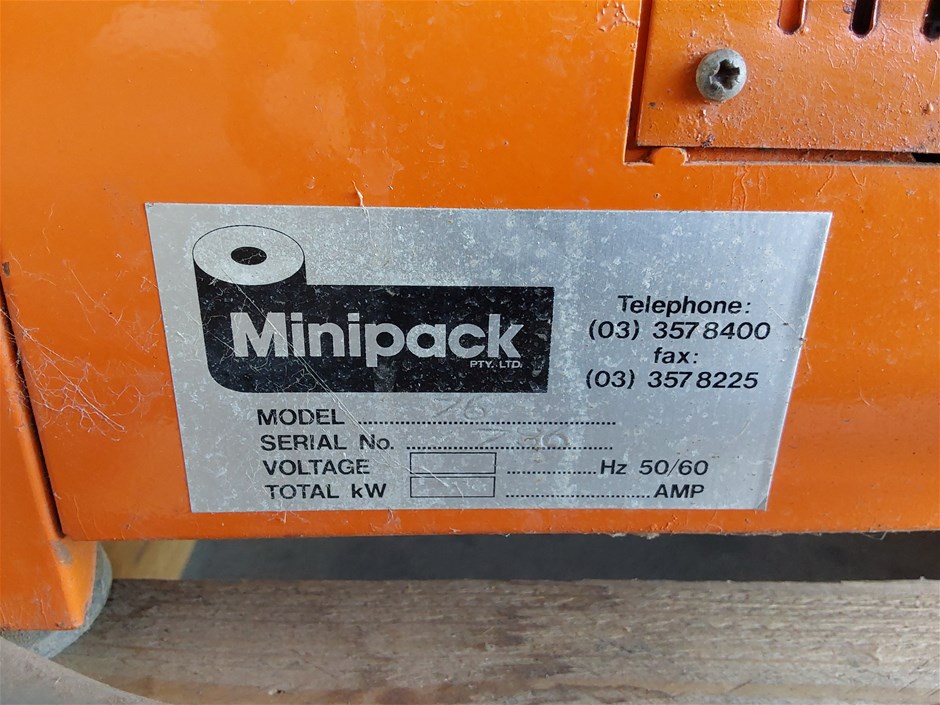 Minipack
PTY. LTD.
Telephone:
(03) 357 8400
fax:
(03) 357 8225
MODEL ........ 76 ........
SERIAL No. ................
VOLTAGE ........ Hz 50/60
TOTAL kW ........ AMP